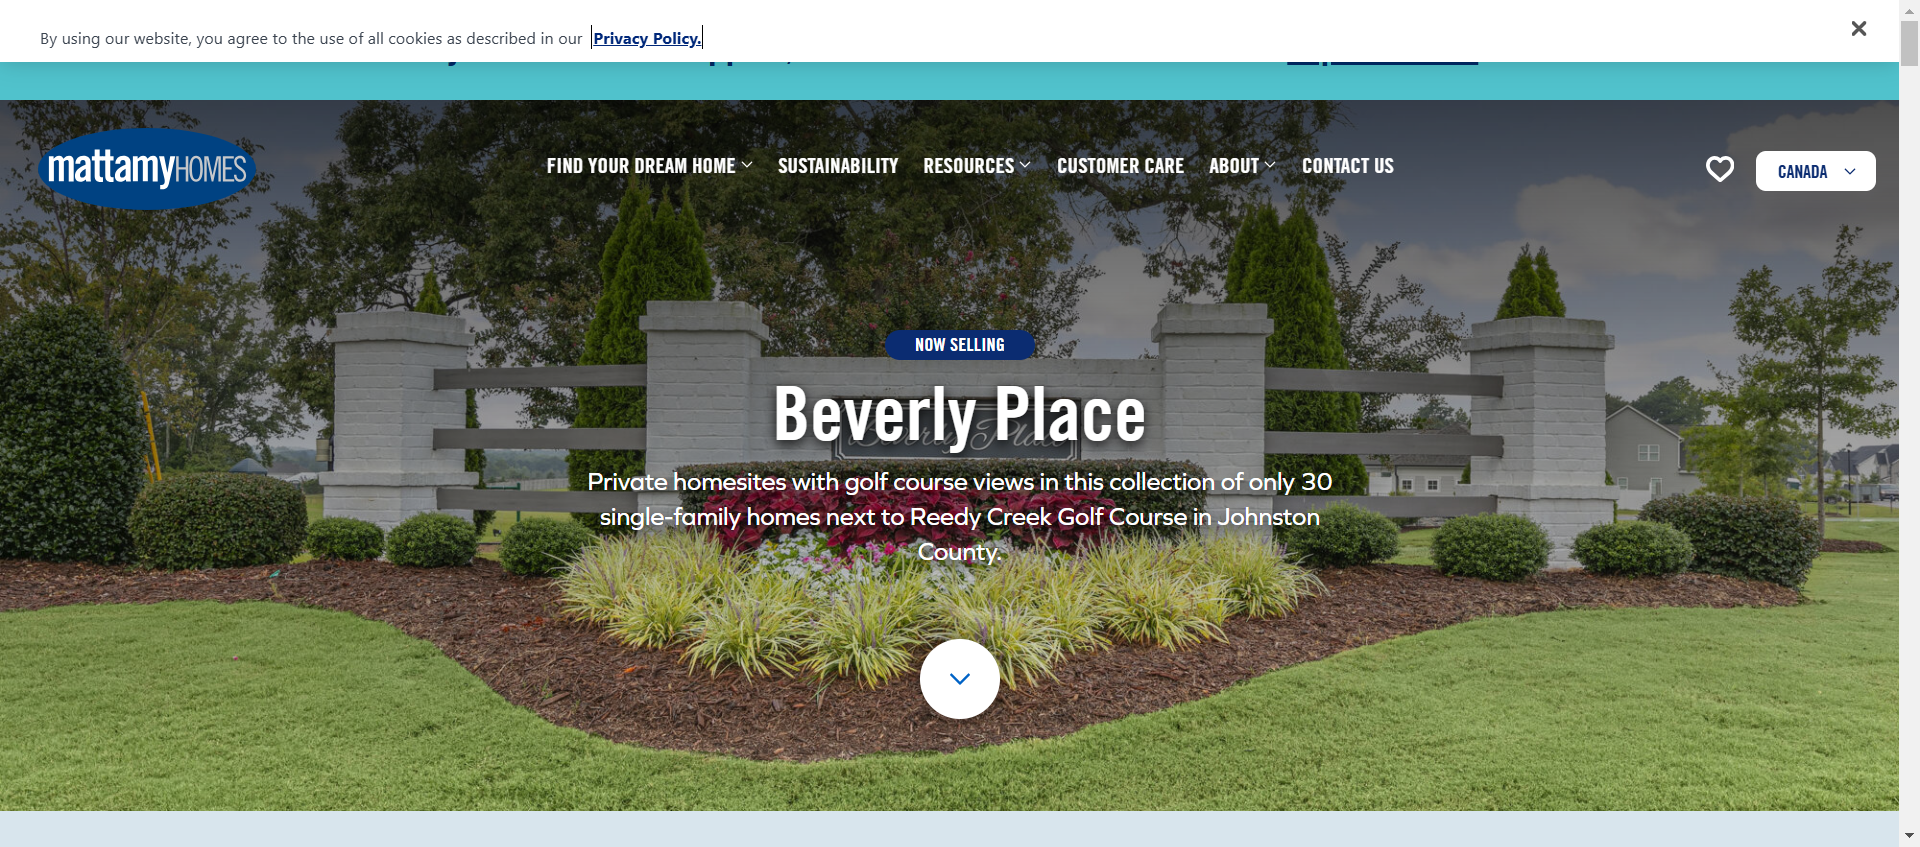 By using our website, you agree to the use of all cookies as described in our Privacy Policy.
mattamyHOMES
FIND YOUR DREAM HOME
SUSTAINABILITY
RESOURCES
CUSTOMER CARE
ABOUT
CONTACT US
CANADA
NOW SELLING
Beverly Place
Beverly Place
Private homesites with golf course views in this collection of only 30
single-family homes next to Reedy Creek Golf Course in Johnston
County.